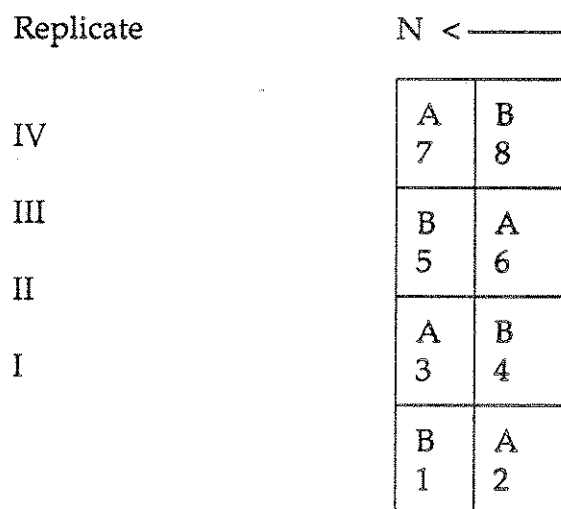 Replicate
N <
IV
III
II
I
A B
7 8
B A
5 6
A B
3 4
B A
1 2